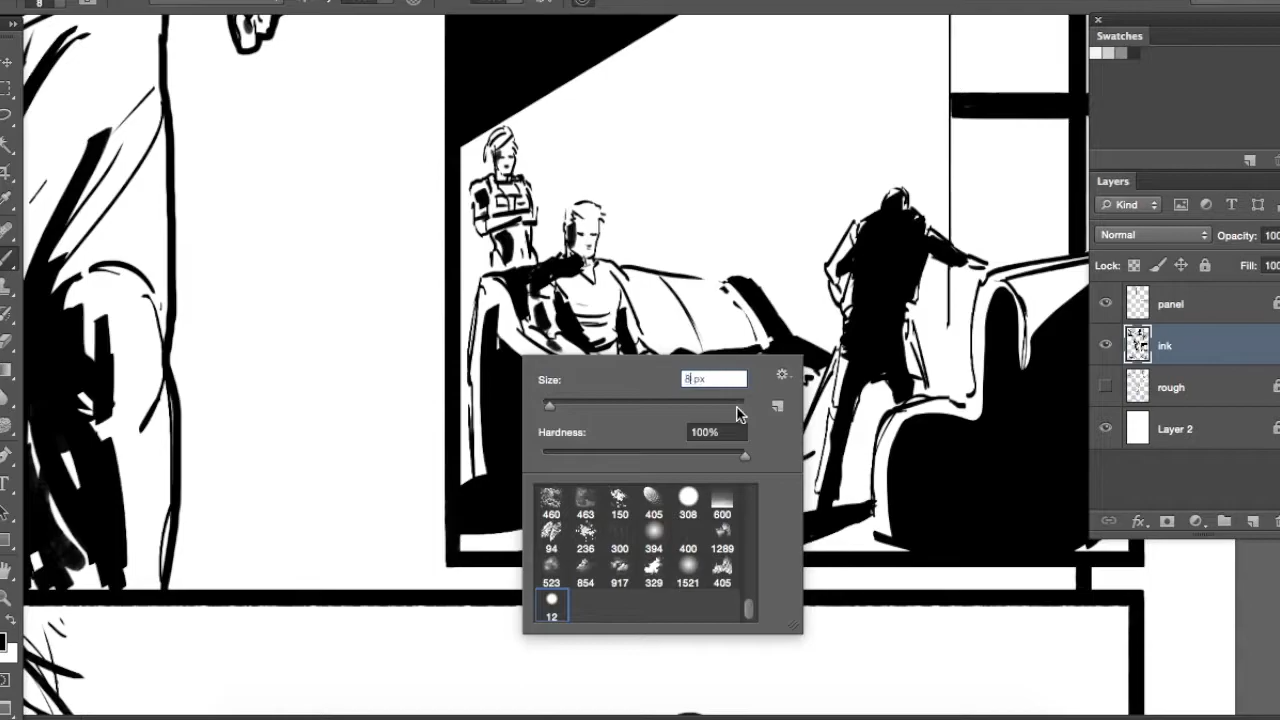 8
Swatches
Layers
Kind
Normal
Opacity: 100
Lock:
Fill: 100
panel
ink
rough
Layer 2
Size:
8 px
Hardness:
100%
460 463 150 405 308 600
94 236 300 394 400 1289
523 854 917 329 1521 405
12